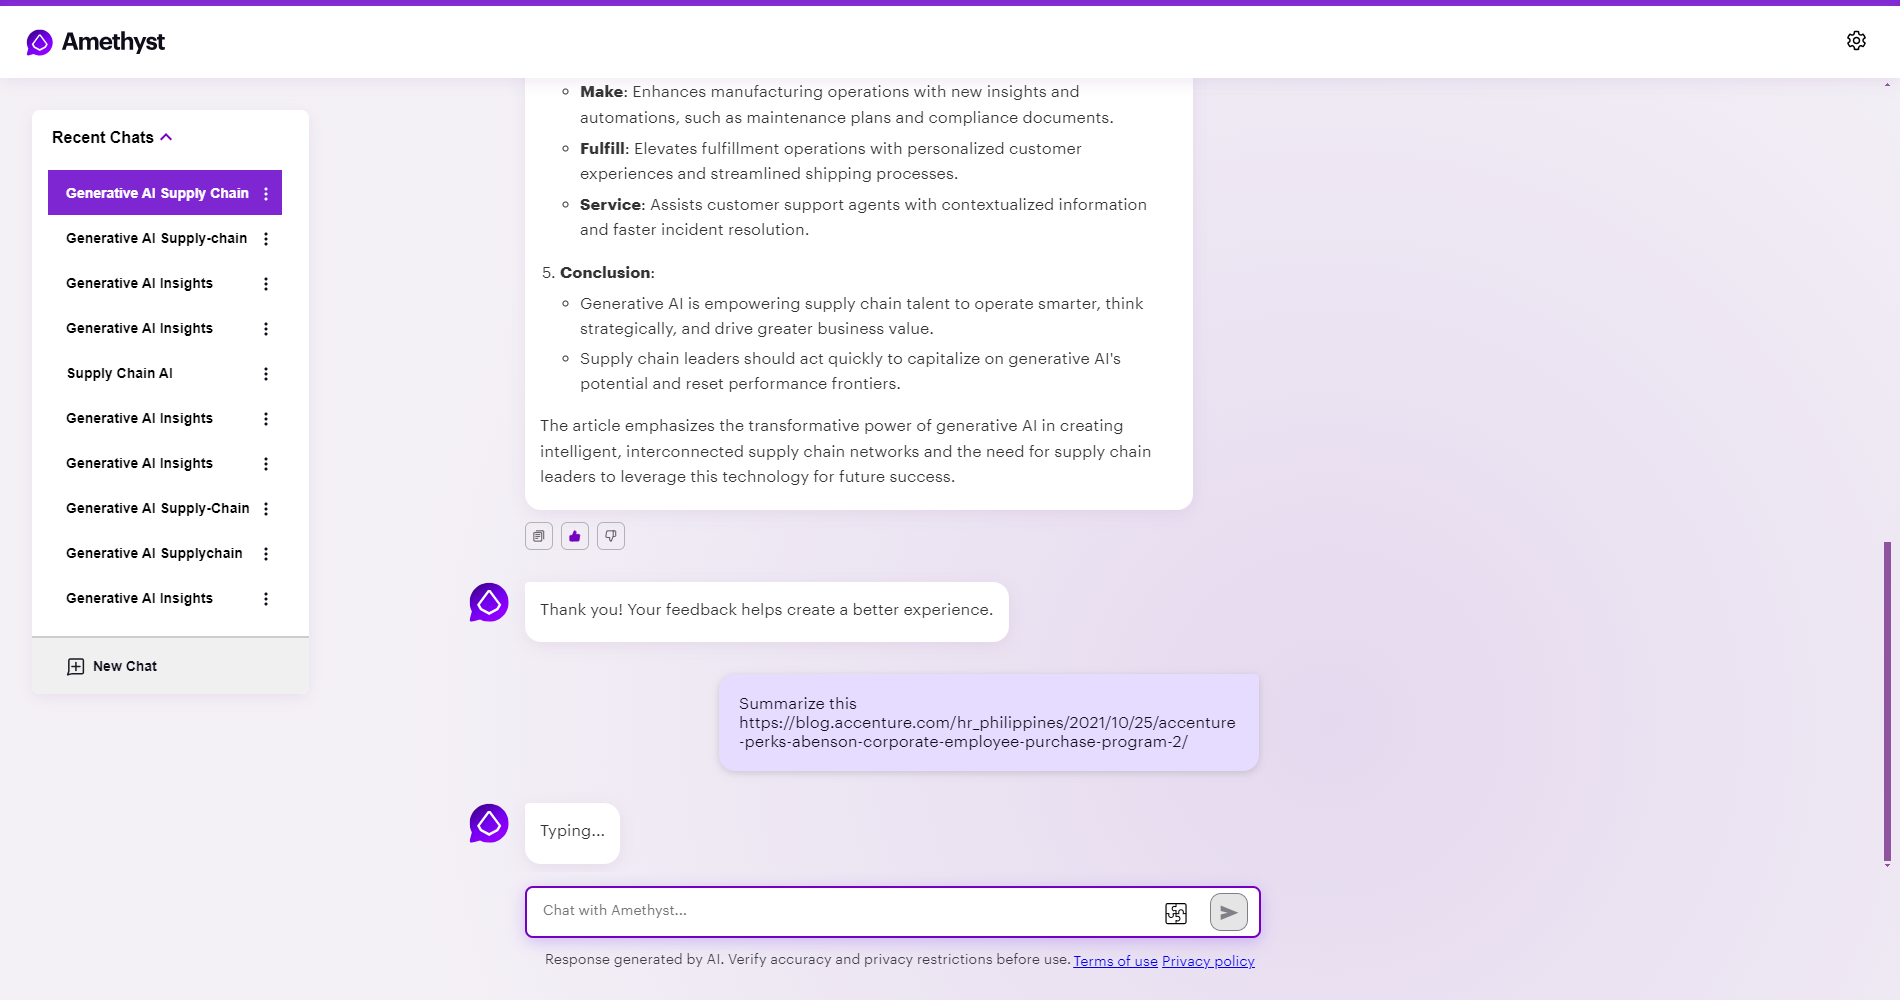 Amethyst
Recent Chats
Generative AI Supply Chain
Generative AI Supply-chain
Generative AI Insights
Generative AI Insights
Supply Chain AI
Generative AI Insights
Generative AI Insights
Generative AI Supply-Chain
Generative AI Supplychain
Generative AI Insights
New Chat
Make: Enhances manufacturing operations with new insights and
automations, such as maintenance plans and compliance documents.
Fulfill: Elevates fulfillment operations with personalized customer
experiences and streamlined shipping processes.
Service: Assists customer support agents with contextualized information
and faster incident resolution.
5. Conclusion:
Generative AI is empowering supply chain talent to operate smarter, think
strategically, and drive greater business value.
Supply chain leaders should act quickly to capitalize on generative AI's
potential and reset performance frontiers.
The article emphasizes the transformative power of generative AI in creating
intelligent, interconnected supply chain networks and the need for supply chain
leaders to leverage this technology for future success.
Thank you! Your feedback helps create a better experience.
Summarize this
https://blog.accenture.com/hr_philippines/2021/10/25/accenture
-perks-abenson-corporate-employee-purchase-program-2/
Typing...
Chat with Amethyst...
Response generated by AI. Verify accuracy and privacy restrictions before use. Terms of use Privacy policy